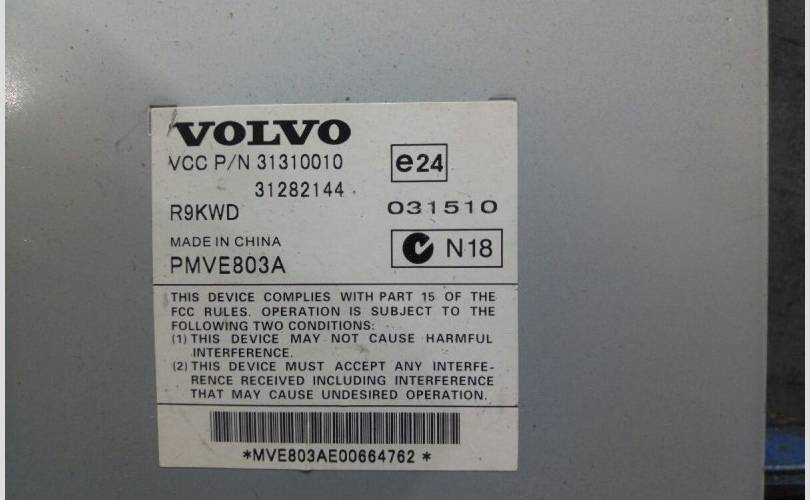 VOLVO
VCC P/N 31310010
31282144
e24
R9KWD
031510
MADE IN CHINA
PMVE803A
N18
THIS DEVICE COMPLIES WITH PART 15 OF THE
FCC RULES. OPERATION IS SUBJECT TO THE
FOLLOWING TWO CONDITIONS:
(1) THIS DEVICE MAY NOT CAUSE HARMFUL
INTERFERENCE.
(2) THIS DEVICE MUST ACCEPT ANY INTERFE-
RENCE RECEIVED INCLUDING INTERFERENCE
THAT MAY CAUSE UNDESIRED OPERATION.
*MVE803AE00664762*